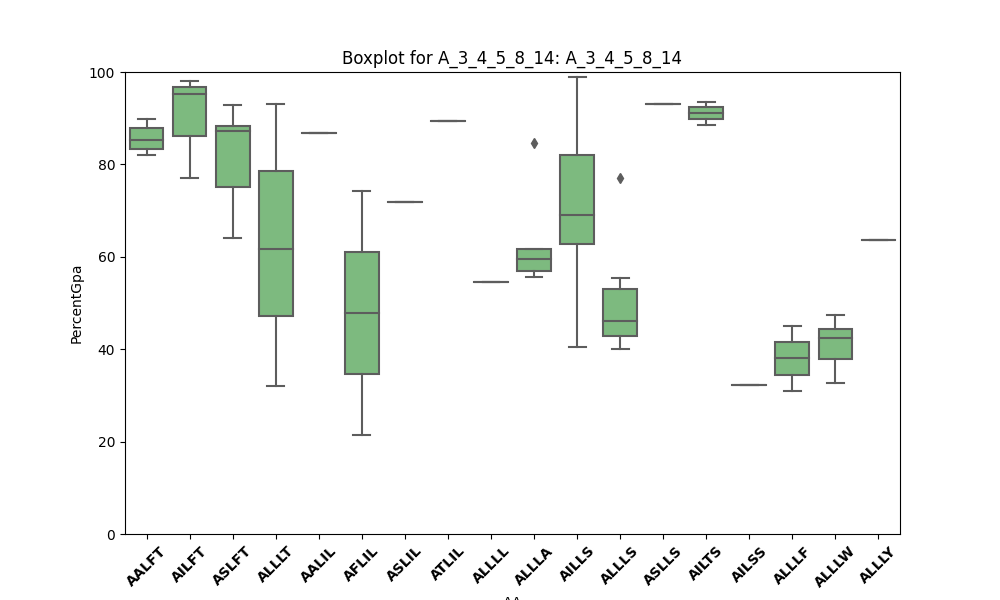 Boxplot for A_3_4_5_8_14: A_3_4_5_8_14
PercentGpa
100
80
60
40
20
0
AALFT
AILFT
ASLFT
ALLLT
AALIL
AFLIL
ASLIL
ATLIL
ALLLL
ALLLA
AILLS
ALLLS
ASLLS
AILTS
AILSS
ALLLF
ALLLW
ALLLY